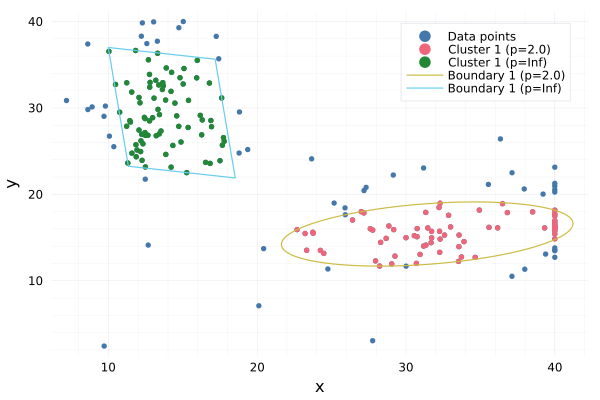 40
30
20
10
y
10
20
30
40
x
Data points
Cluster 1 (p=2.0)
Cluster 1 (p=Inf)
Boundary 1 (p=2.0)
Boundary 1 (p=Inf)